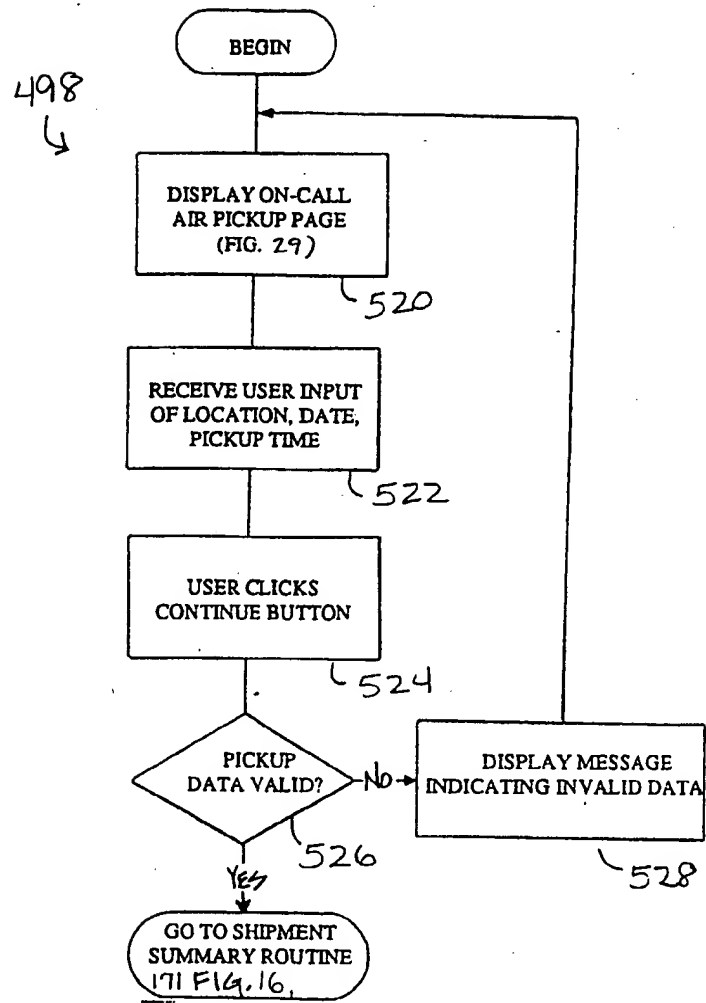 BEGIN
498
DISPLAY ON-CALL
AIR PICKUP PAGE
(FIG. 29)
520
RECEIVE USER INPUT
OF LOCATION, DATE,
PICKUP TIME
522
USER CLICKS
CONTINUE BUTTON
524
PICKUP
DATA VALID?
NO
DISPLAY MESSAGE
INDICATING INVALID DATA
526
528
YES
GO TO SHIPMENT
SUMMARY ROUTINE
171 FIG.16,